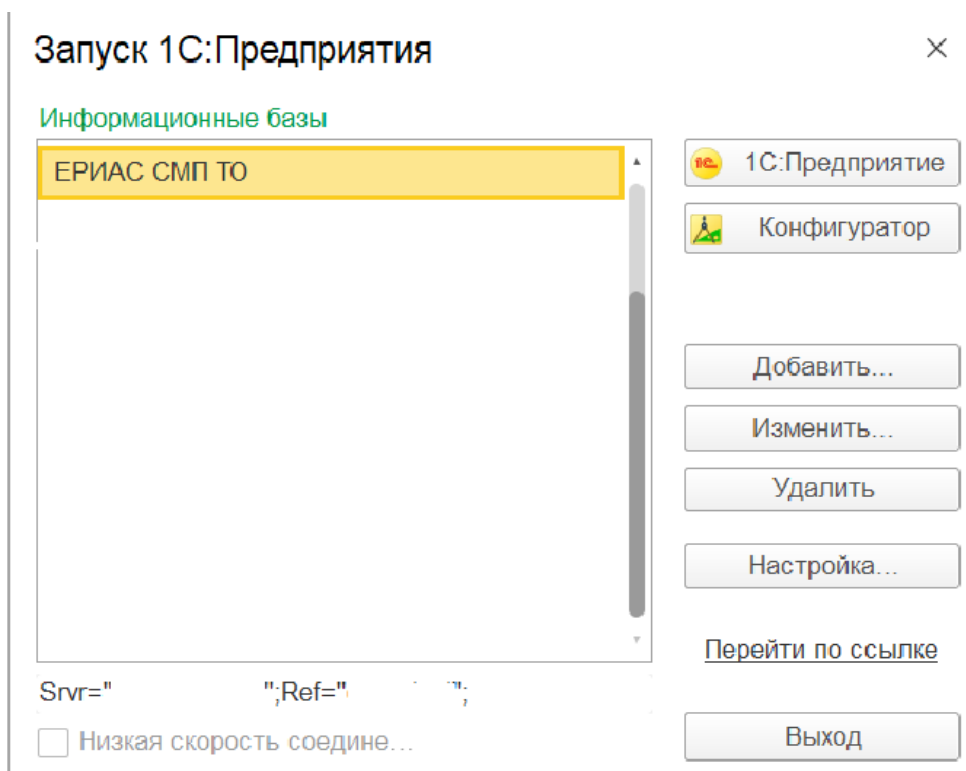 Запуск 1С:Предприятия
Информационные базы
ЕРИАС СМП ТО
1С:Предприятие
Конфигуратор
Добавить...
Изменить...
Удалить
Настройка...
Перейти по ссылке
Srvr=" ";Ref=" ";
Низкая скорость соедине...
Выход